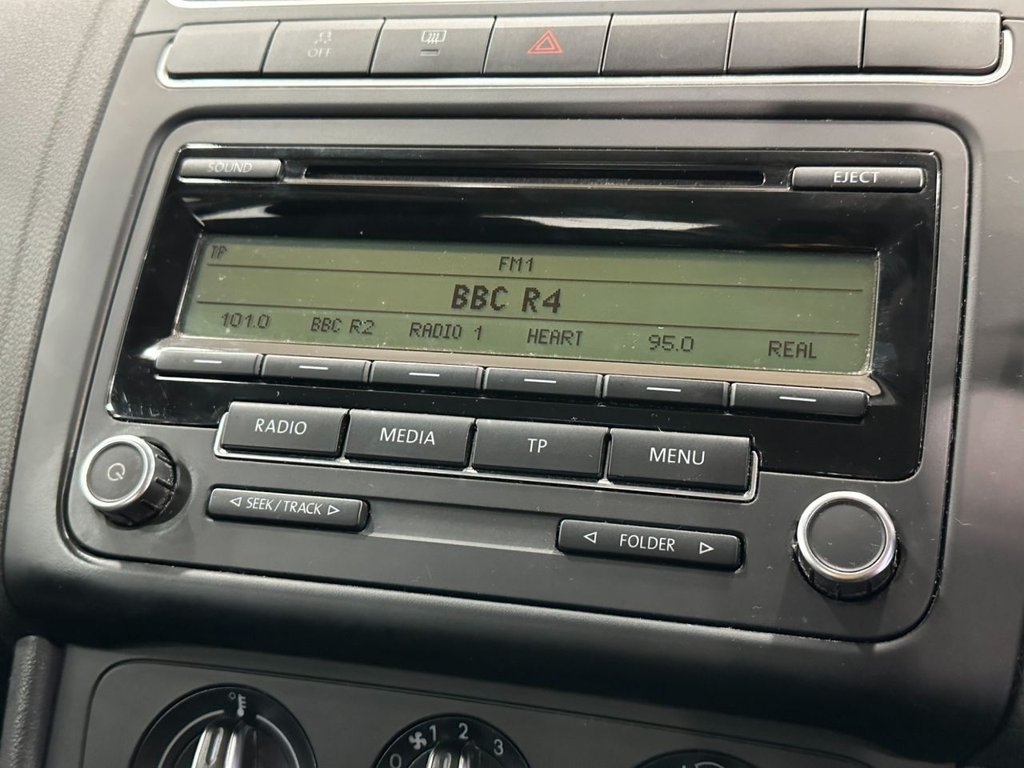 OFF
SOUND
EJECT
TP
FM1
BBC R4
101.0 BBC R2 RADIO 1 HEART 95.0 REAL
RADIO MEDIA TP MENU
SEEK/TRACK
FOLDER
0 1 2 3